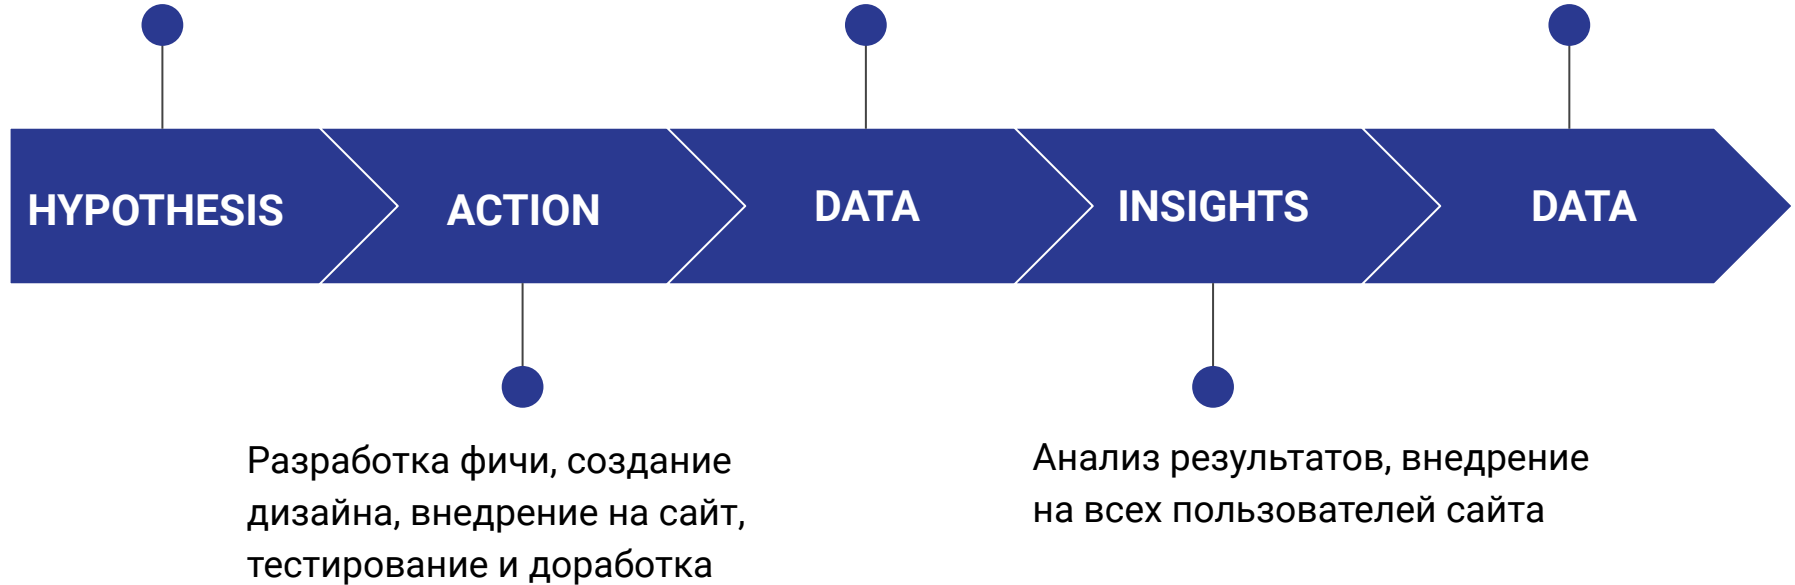 HYPOTHESIS
ACTION
DATA
INSIGHTS
DATA
Разработка фичи, создание
дизайна, внедрение на сайт,
тестирование и доработка
Анализ результатов, внедрение
на всех пользователей сайта